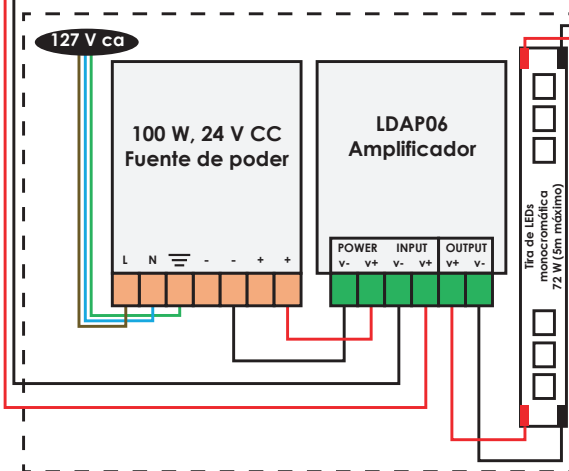 127 V ca
100 W, 24 V CC
Fuente de poder
L N - - + +
LDAP06
Amplificador
POWER INPUT OUTPUT
v- v+ v- v+ v+ v-
Tira de LEDs
monocromática
72 W (5m máximo)